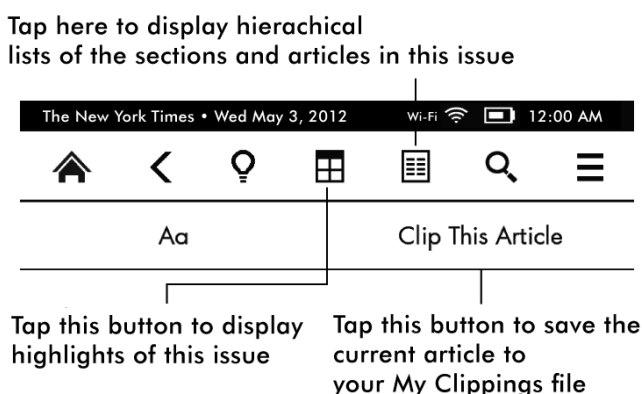 Tap here to display hierachical
lists of the sections and articles in this issue
The New York Times • Wed May 3, 2012 Wi-Fi 12:00 AM
Aa Clip This Article
Tap this button to display
highlights of this issue
Tap this button to save the
current article to
your My Clippings file